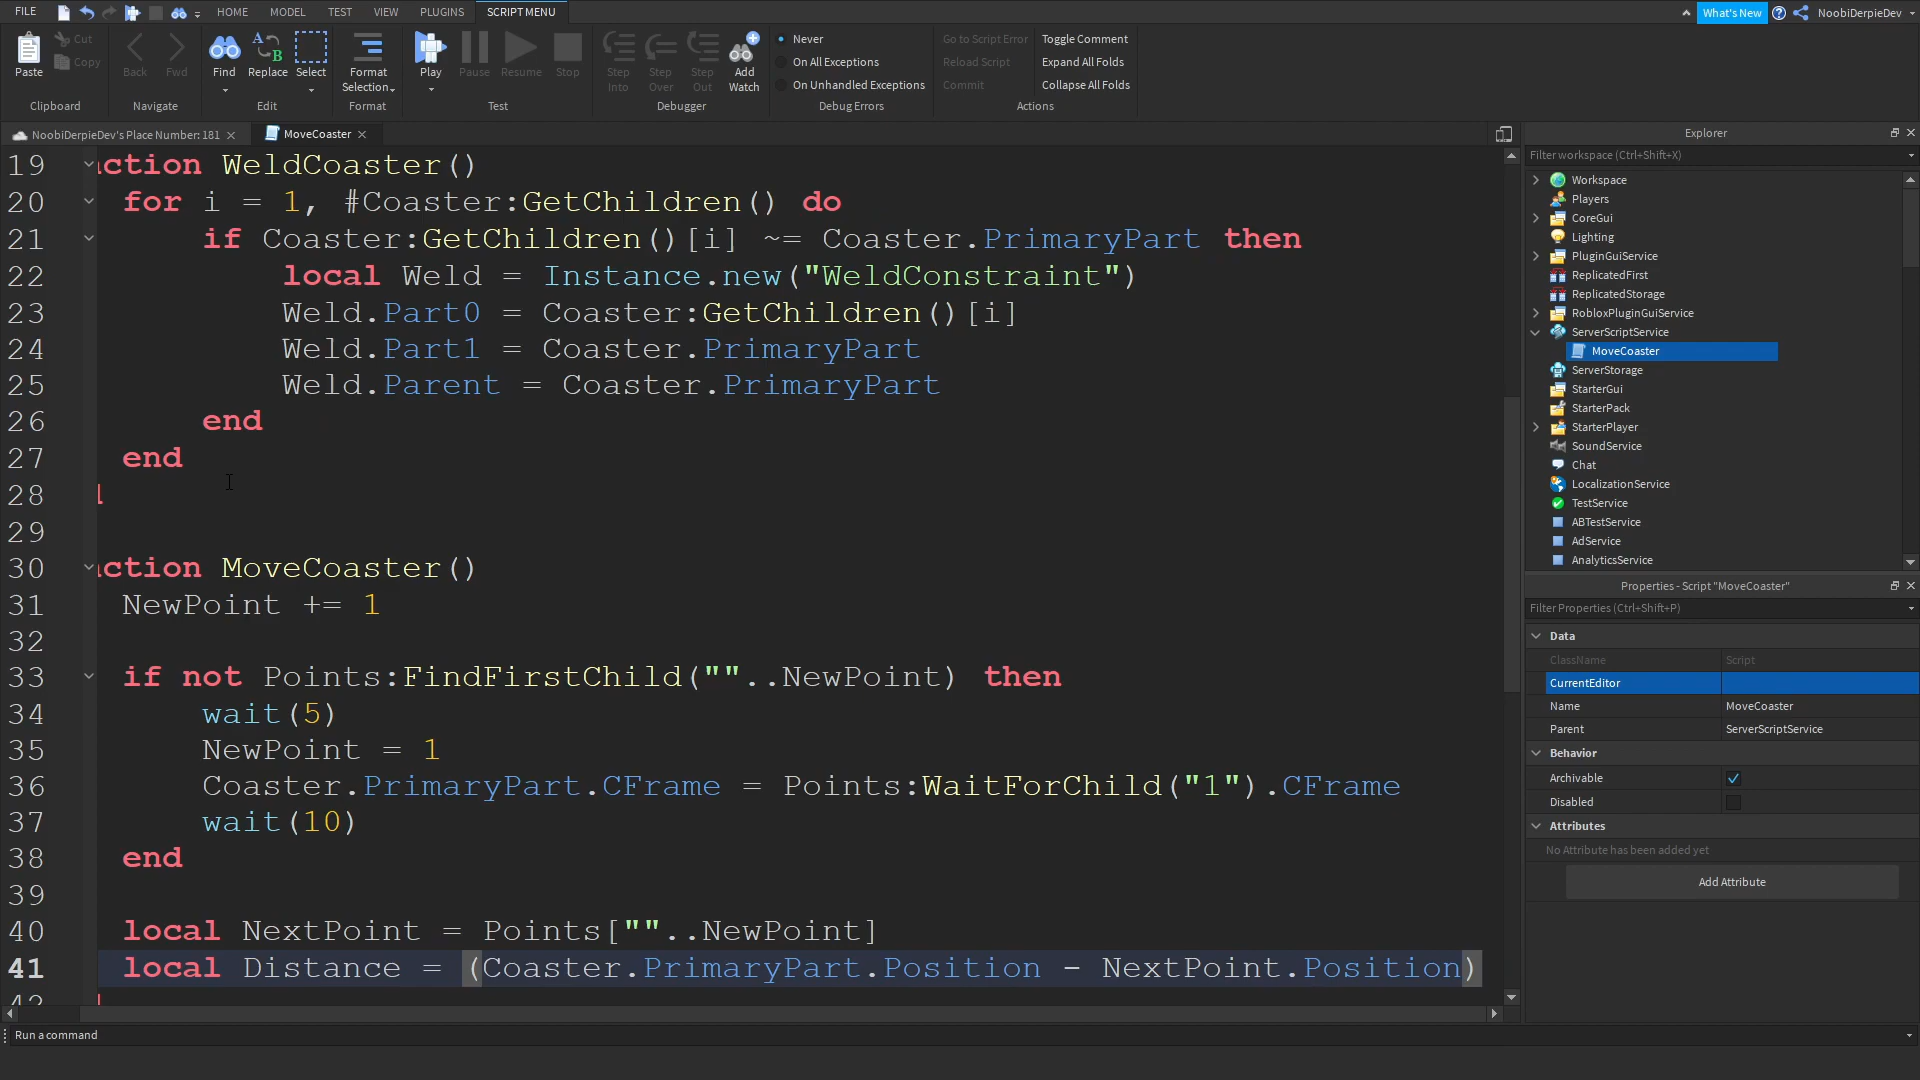 FILE HOME MODEL TEST VIEW PLUGINS SCRIPT MENU What's New NoobiDerpieDev
Paste Cut Copy Back Fwd Find Replace Select Format Selection Play Pause Resume Stop Step Into Step Over Step Out Add Watch
Never Go to Script Error Toggle Comment
On All Exceptions Reload Script Expand All Folds
On Unhandled Exceptions Commit Collapse All Folds
Clipboard Navigate Edit Format Test Debugger Debug Errors Actions
NoobiDerpieDev's Place Number: 181 MoveCoaster
19 ction WeldCoaster()
20 for i = 1, #Coaster:GetChildren() do
21 if Coaster:GetChildren()[i] ~= Coaster.PrimaryPart then
22 local Weld = Instance.new("WeldConstraint")
23 Weld.Part0 = Coaster:GetChildren()[i]
24 Weld.Part1 = Coaster.PrimaryPart
25 Weld.Parent = Coaster.PrimaryPart
26 end
27 end
28
29
30 ction MoveCoaster()
31 NewPoint += 1
32
33 if not Points:FindFirstChild(""..NewPoint) then
34 wait(5)
35 NewPoint = 1
36 Coaster.PrimaryPart.CFrame = Points:WaitForChild("1").CFrame
37 wait(10)
38 end
39
40 local NextPoint = Points[""..NewPoint]
41 local Distance = (Coaster.PrimaryPart.Position - NextPoint.Position)
42
Run a command
Explorer
Filter workspace (Ctrl+Shift+X)
Workspace
Players
CoreGui
Lighting
PluginGuiService
ReplicatedFirst
ReplicatedStorage
RobloxPluginGuiService
ServerScriptService
MoveCoaster
ServerStorage
StarterGui
StarterPack
StarterPlayer
SoundService
Chat
LocalizationService
TestService
ABTestService
AdService
AnalyticsService
Properties - Script "MoveCoaster"
Filter Properties (Ctrl+Shift+P)
Data
ClassName Script
CurrentEditor
Name MoveCoaster
Parent ServerScriptService
Behavior
Archivable
Disabled
Attributes
No Attribute has been added yet
Add Attribute